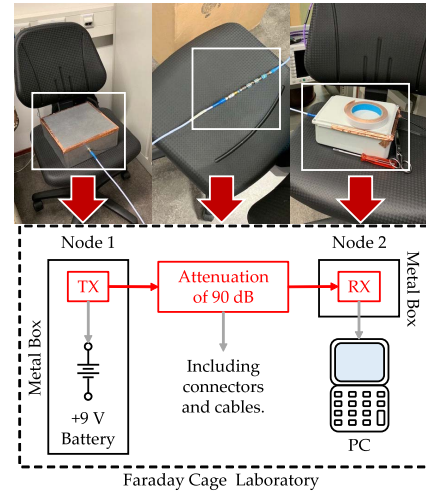 Node 1
Node 2
TX
Attenuation
of 90 dB
RX
Metal Box
Metal Box
Including
connectors
and cables.
+9 V
Battery
PC
Faraday Cage Laboratory